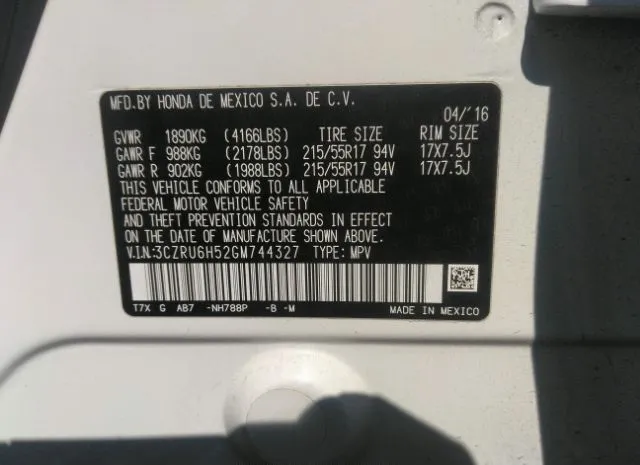 MFD.BY HONDA DE MEXICO S.A. DE C.V.
04/'16
GVWR 1890KG (4166LBS) TIRE SIZE RIM SIZE
GAWR F 988KG (2178LBS) 215/55R17 94V 17X7.5J
GAWR R 902KG (1988LBS) 215/55R17 94V 17X7.5J
THIS VEHICLE CONFORMS TO ALL APPLICABLE
FEDERAL MOTOR VEHICLE SAFETY
AND THEFT PREVENTION STANDARDS IN EFFECT
ON THE DATE OF MANUFACTURE SHOWN ABOVE.
V.I.N:3CZRU6H52GM744327 TYPE: MPV
T7X G AB7 -NH788P -B -M MADE IN MEXICO